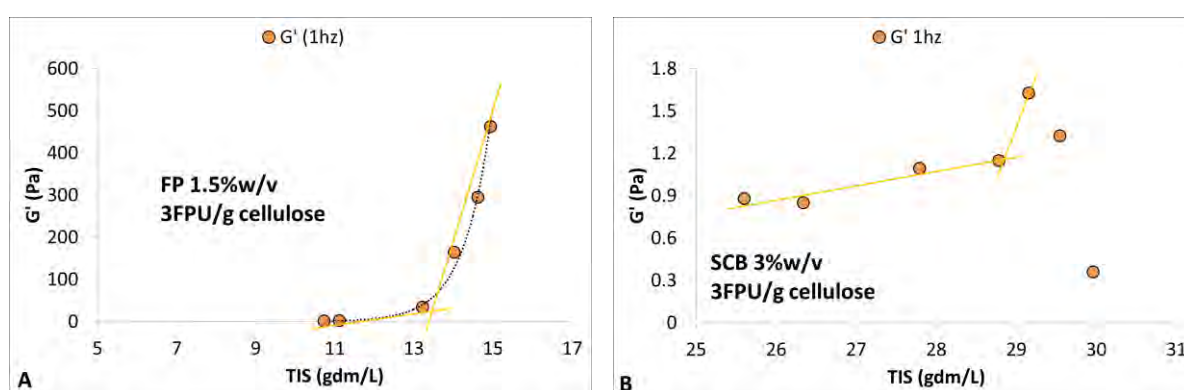 G' (1hz)
600
500
400
300
200
100
0
G' (Pa)
FP 1.5%w/v
3FPU/g cellulose
5 7 9 11 13 15 17
TIS (gdm/L)
A
G' 1hz
1.8
1.5
1.2
0.9
0.6
0.3
0
G' (Pa)
SCB 3%w/v
3FPU/g cellulose
25 26 27 28 29 30 31
TIS (gdm/L)
B